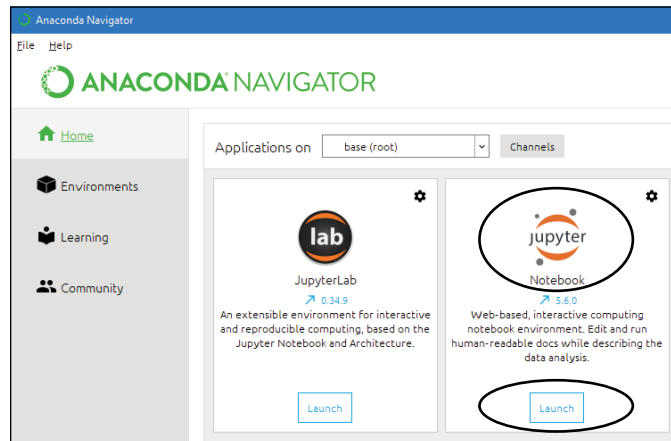 Anaconda Navigator
File Help
ANACONDA NAVIGATOR
Home
Environments
Learning
Community
Applications on base (root) Channels
lab
JupyterLab
0.34.9
An extensible environment for interactive
and reproducible computing, based on the
Jupyter Notebook and Architecture.
Launch
jupyter
Notebook
5.6.0
Web-based, interactive computing
notebook environment. Edit and run
human-readable docs while describing the
data analysis.
Launch